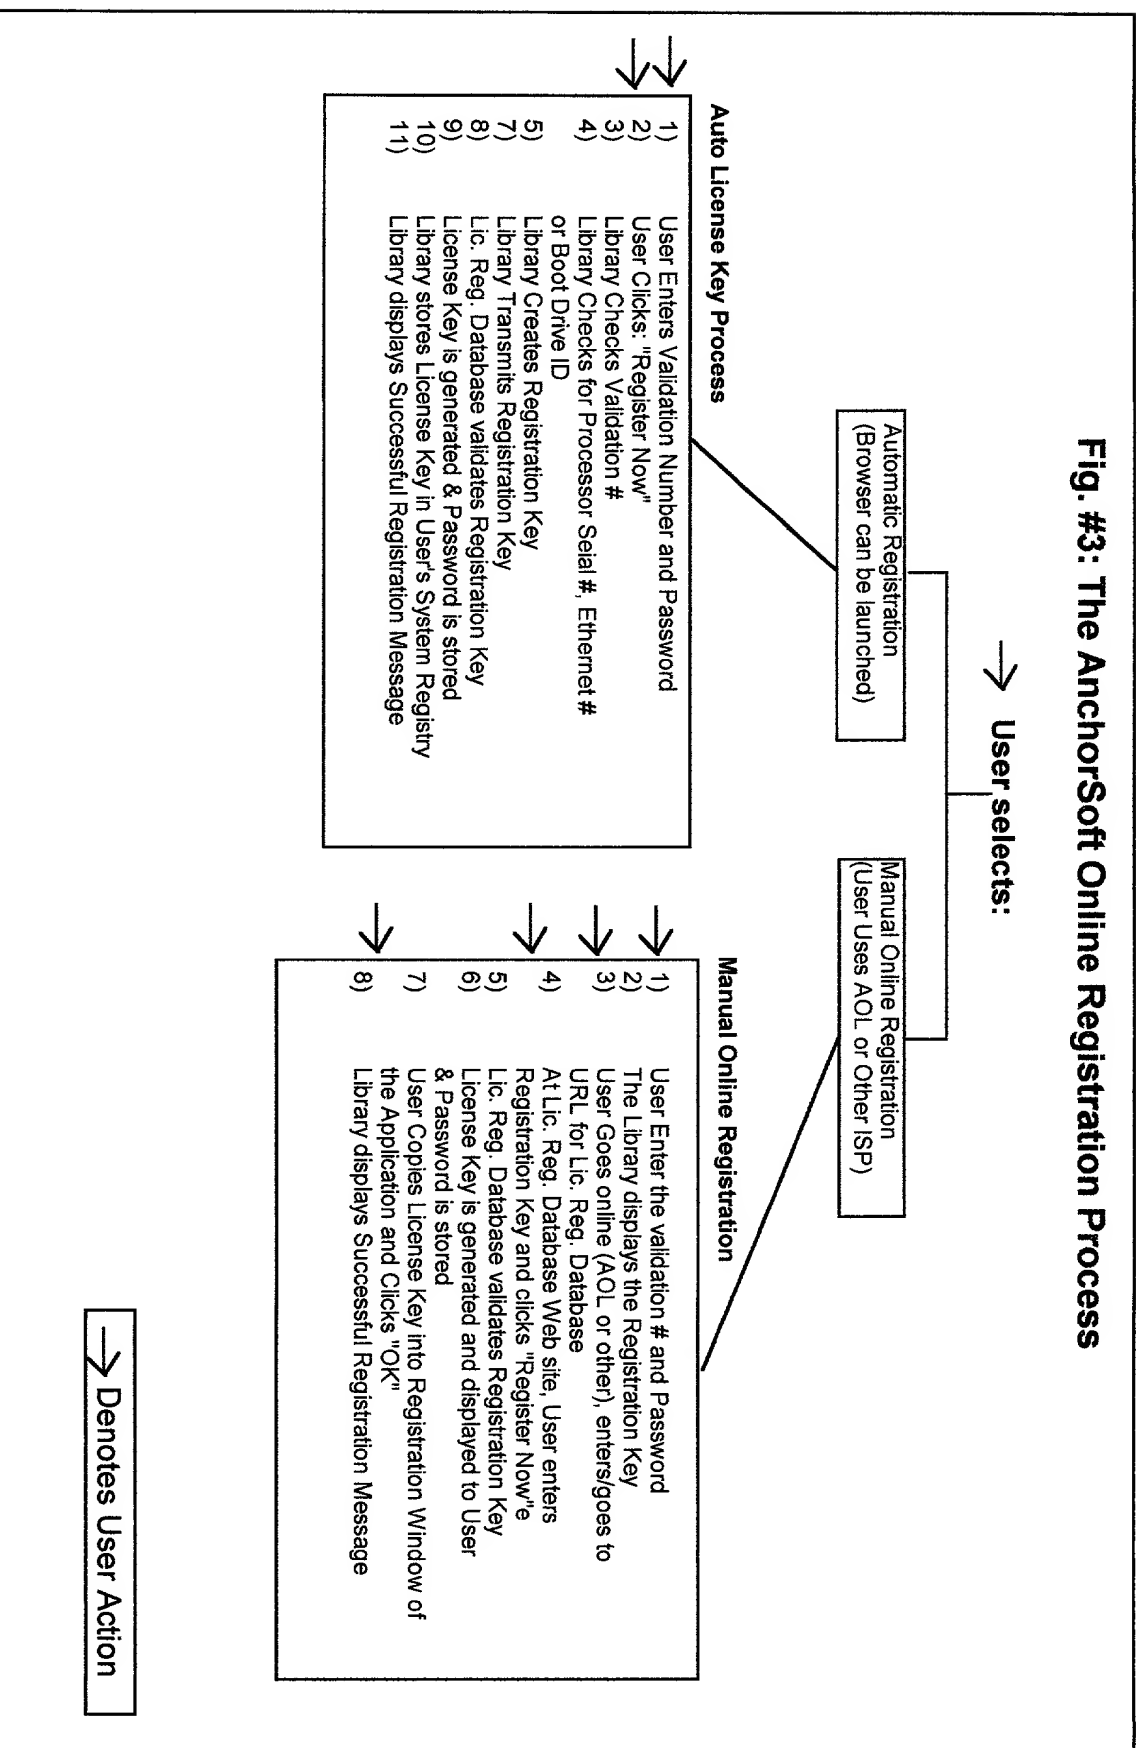 Fig. #3: The AnchorSoft Online Registration Process
User selects:
Automatic Registration
(Browser can be launched)
Manual Online Registration
(User Uses AOL or Other ISP)
Auto License Key Process
1) User Enters Validation Number and Password
2) User Clicks: "Register Now"
3) Library Checks Validation #
4) Library Checks for Processor Seial #, Ethernet #
or Boot Drive ID
5) Library Creates Registration Key
7) Library Transmits Registration Key
8) Lic. Reg. Database validates Registration Key
9) License Key is generated & Password is stored
10) Library stores License Key in User's System Registry
11) Library displays Successful Registration Message
Manual Online Registration
1) User Enter the validation # and Password
2) The Library displays the Registration Key
3) User Goes online (AOL or other), enters/goes to
URL for Lic. Reg. Database
4) At Lic. Reg. Database Web site, User enters
Registration Key and clicks "Register Now"e
5) Lic. Reg. Database validates Registration Key
6) License Key is generated and displayed to User
& Password is stored
7) User Copies License Key into Registration Window of
the Application and Clicks "OK"
8) Library displays Successful Registration Message
Denotes User Action